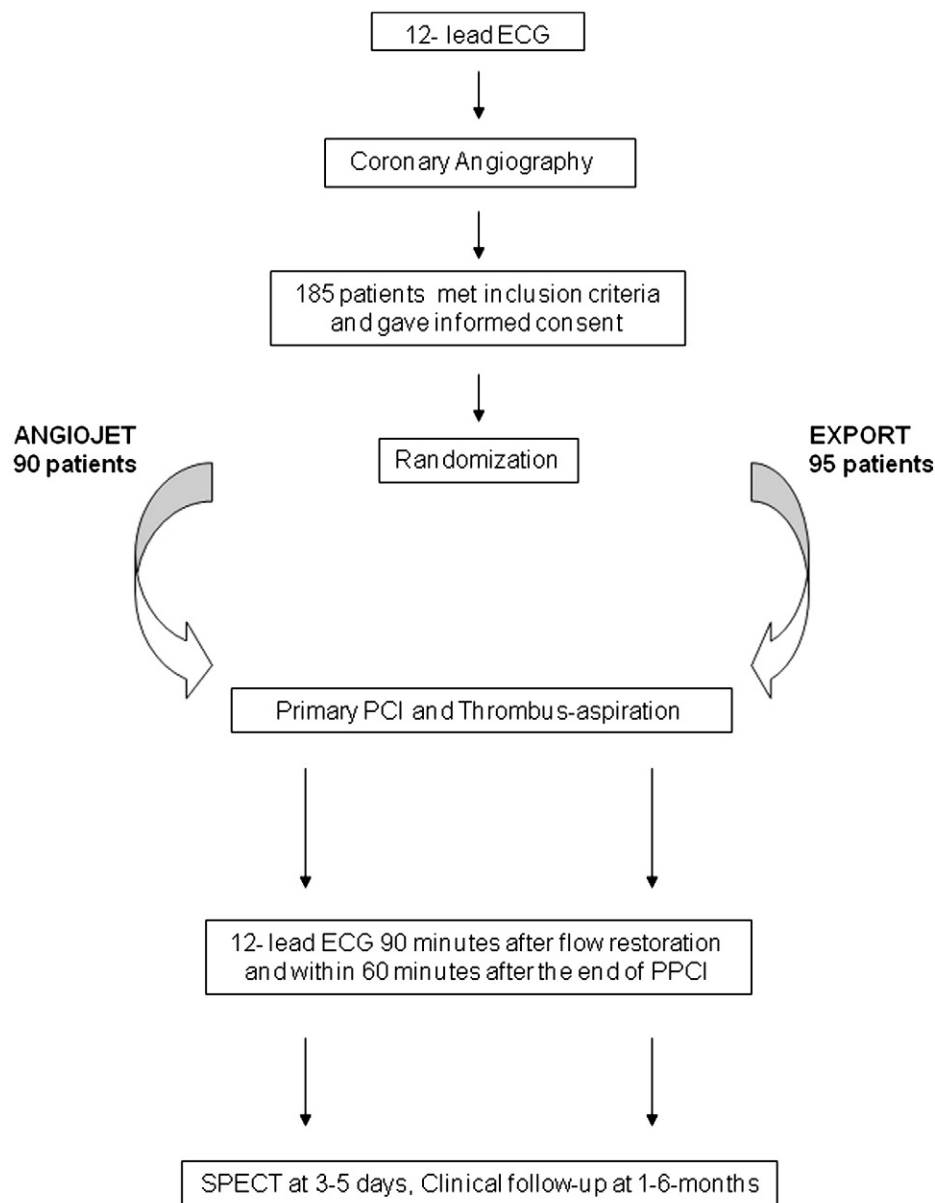 12- lead ECG
Coronary Angiography
185 patients met inclusion criteria
and gave informed consent
ANGIOJET
90 patients
Randomization
EXPORT
95 patients
Primary PCI and Thrombus-aspiration
12- lead ECG 90 minutes after flow restoration
and within 60 minutes after the end of PPCI
SPECT at 3-5 days, Clinical follow-up at 1-6-months